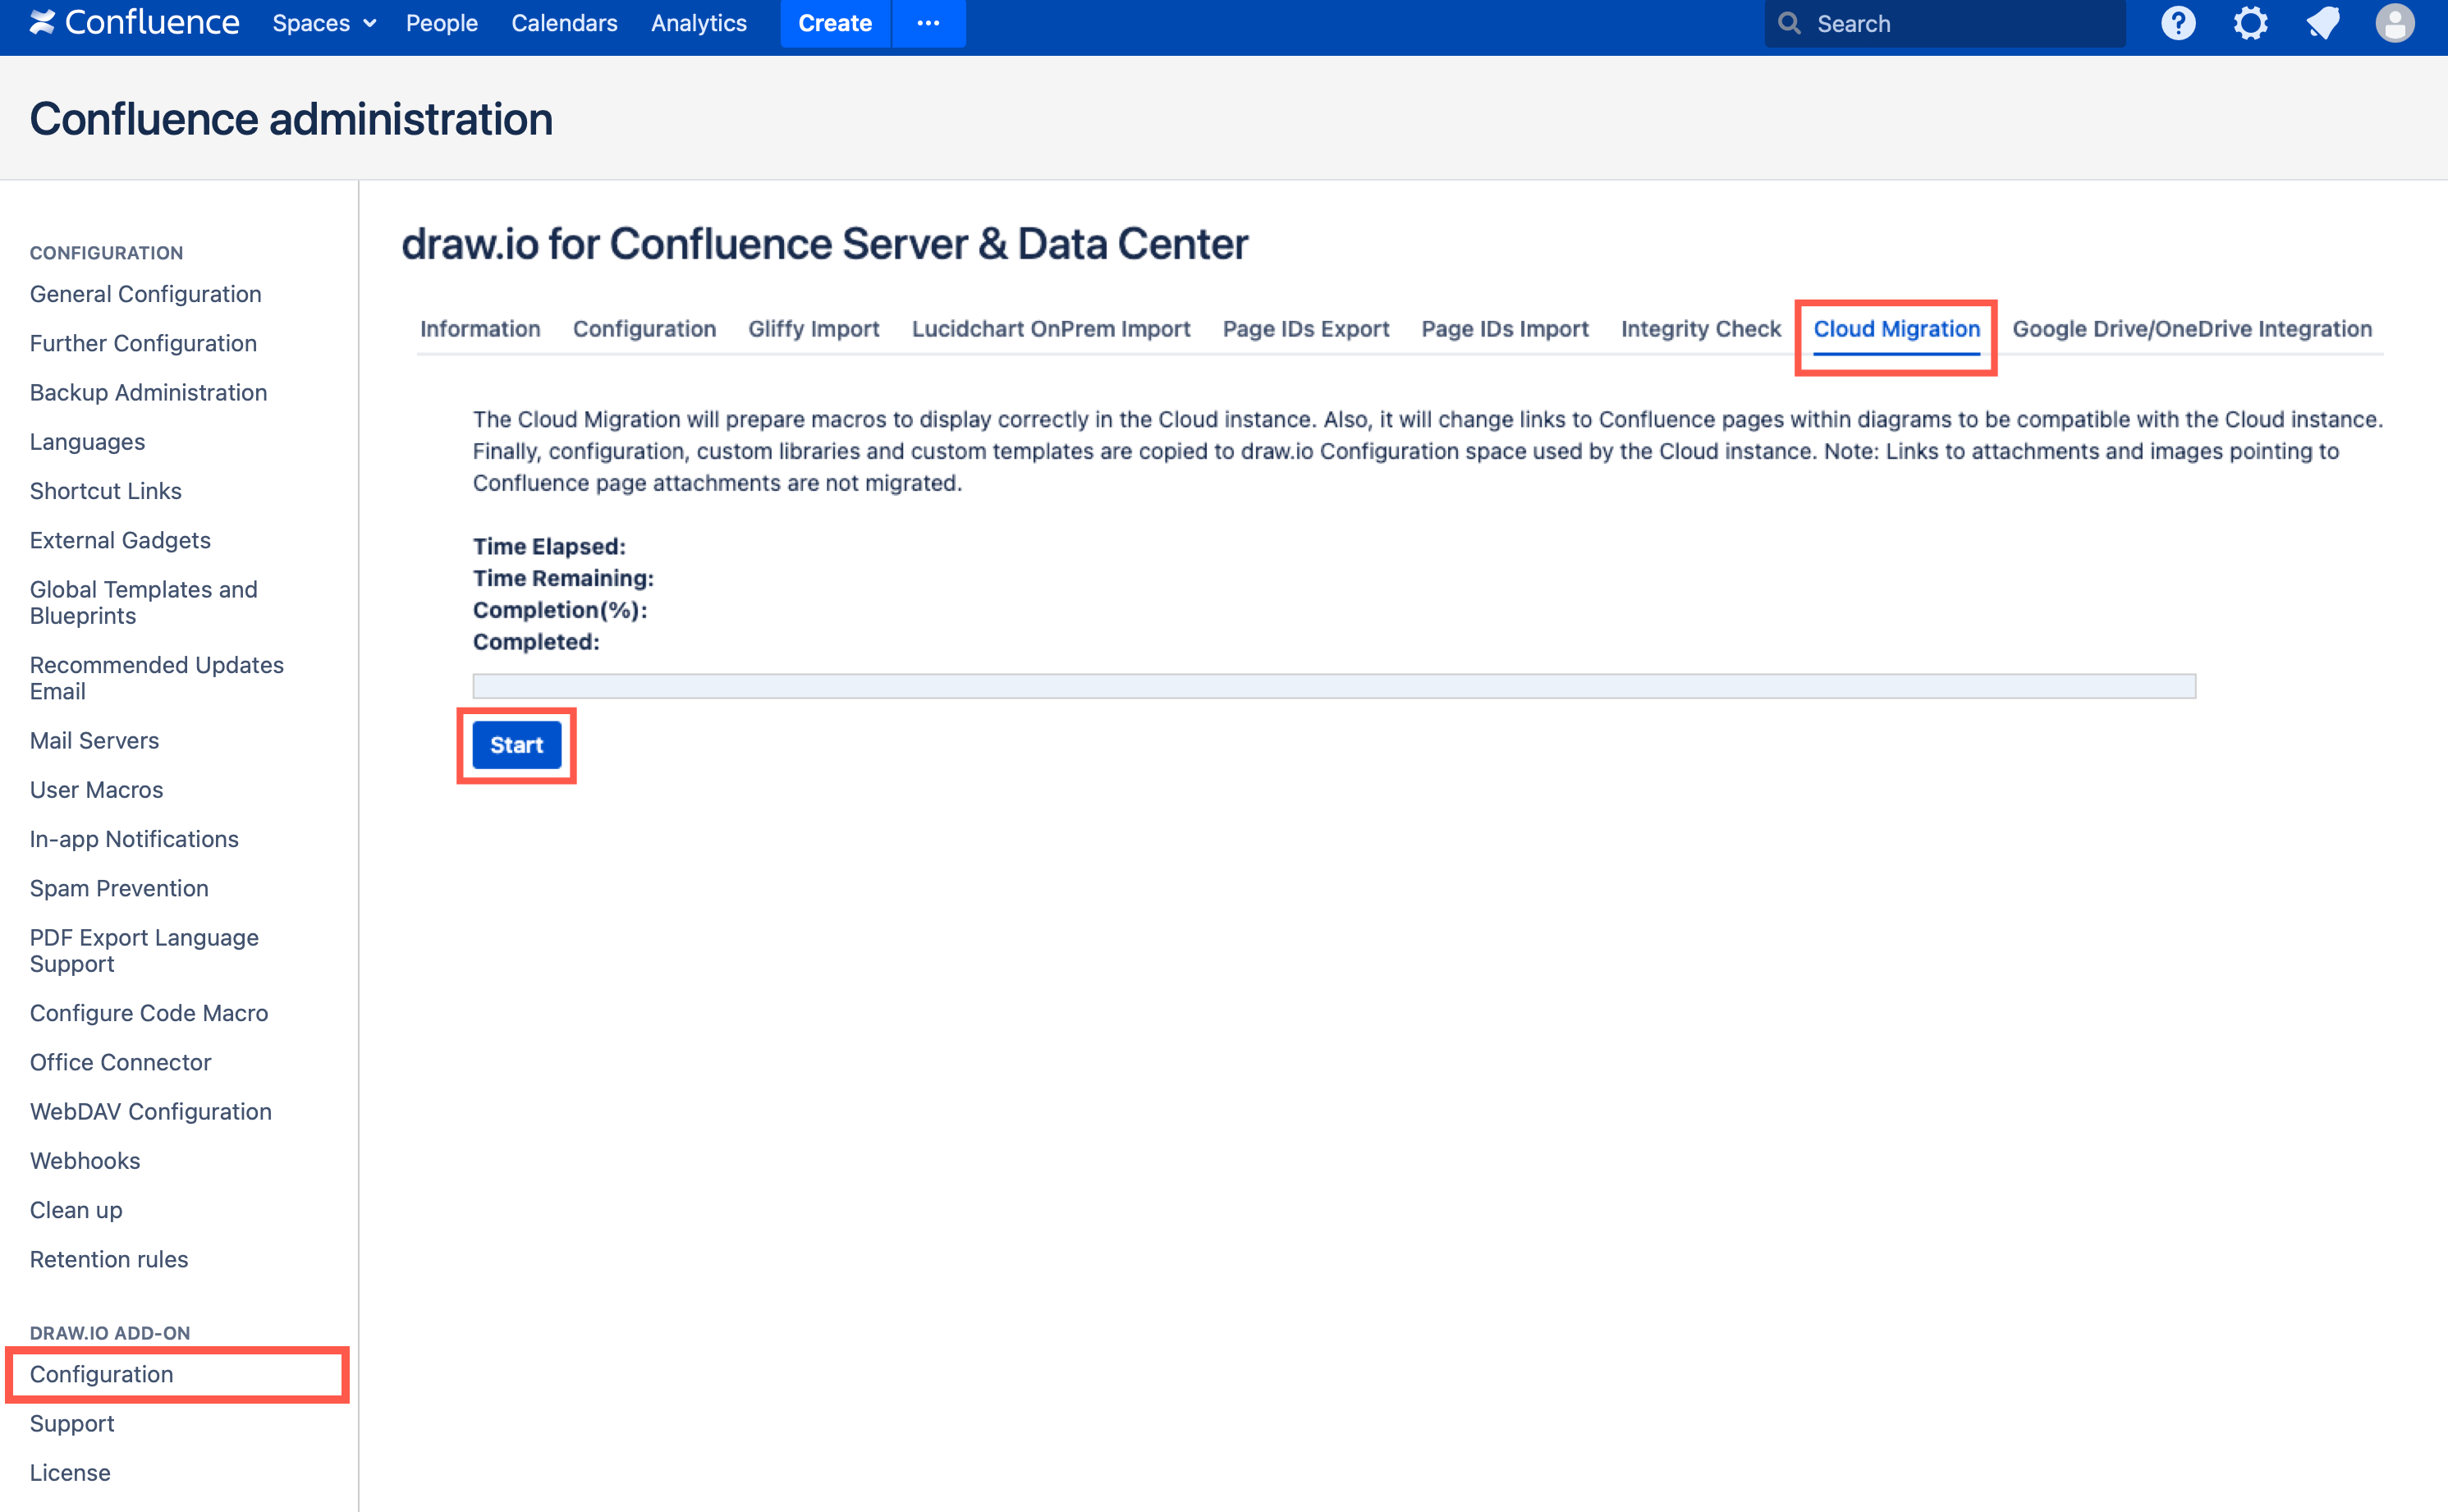 Confluence Spaces People Calendars Analytics Create ··· Search
Confluence administration
CONFIGURATION
General Configuration
Further Configuration
Backup Administration
Languages
Shortcut Links
External Gadgets
Global Templates and
Blueprints
Recommended Updates
Email
Mail Servers
User Macros
In-app Notifications
Spam Prevention
PDF Export Language
Support
Configure Code Macro
Office Connector
WebDAV Configuration
Webhooks
Clean up
Retention rules
DRAW.IO ADD-ON
Configuration
Support
License
draw.io for Confluence Server & Data Center
Information Configuration Gliffy Import Lucidchart OnPrem Import Page IDs Export Page IDs Import Integrity Check Cloud Migration Google Drive/OneDrive Integration
The Cloud Migration will prepare macros to display correctly in the Cloud instance. Also, it will change links to Confluence pages within diagrams to be compatible with the Cloud instance.
Finally, configuration, custom libraries and custom templates are copied to draw.io Configuration space used by the Cloud instance. Note: Links to attachments and images pointing to
Confluence page attachments are not migrated.
Time Elapsed:
Time Remaining:
Completion(%):
Completed:
Start